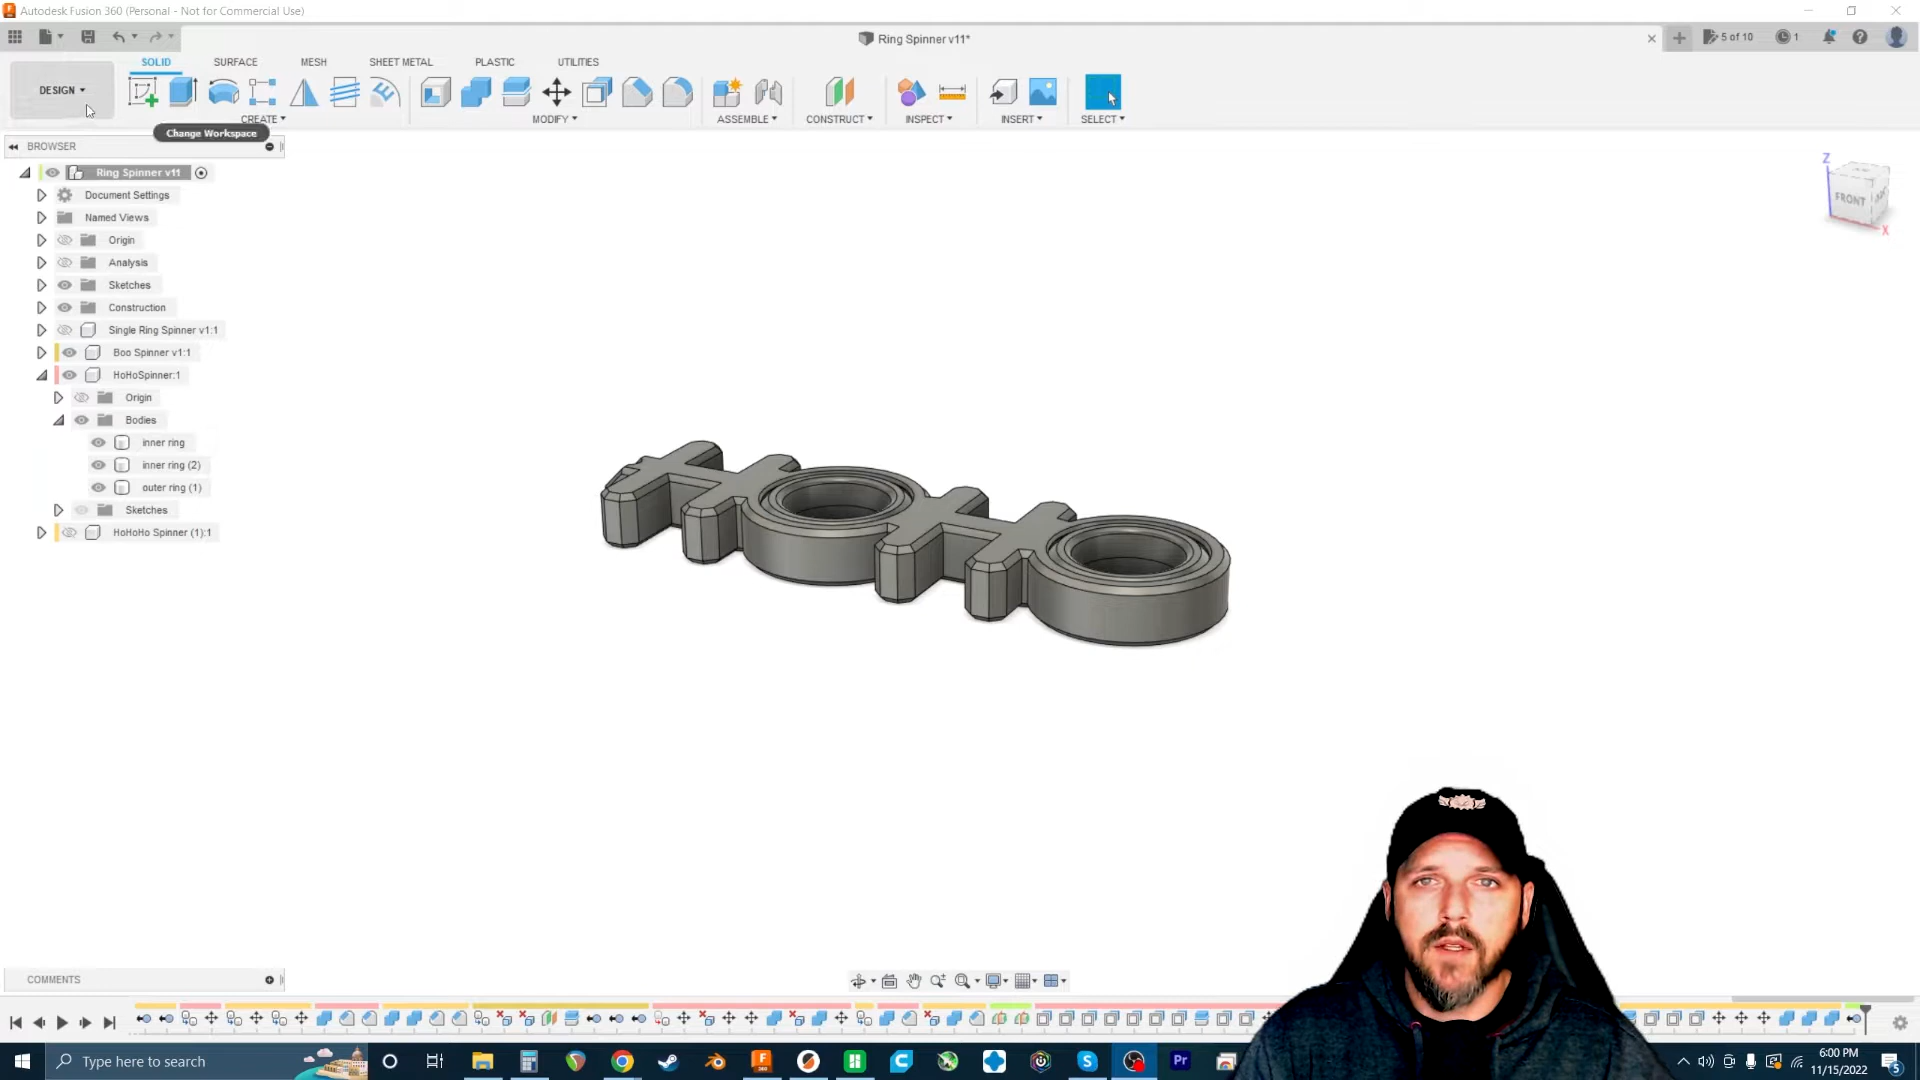 Autodesk Fusion 360 (Personal - Not for Commercial Use)
Ring Spinner v11*
5 of 10
1
SOLID
SURFACE
MESH
SHEET METAL
PLASTIC
UTILITIES
DESIGN
CREATE
MODIFY
ASSEMBLE
CONSTRUCT
INSPECT
INSERT
SELECT
Change Workspace
BROWSER
Ring Spinner v11
Document Settings
Named Views
Origin
Analysis
Sketches
Construction
Single Ring Spinner v1:1
Boo Spinner v1:1
HoHoSpinner:1
Origin
Bodies
inner ring
inner ring (2)
outer ring (1)
Sketches
HoHoHo Spinner (1):1
Z
FRONT
X
COMMENTS
Type here to search
Pr
6:00 PM
11/15/2022
5